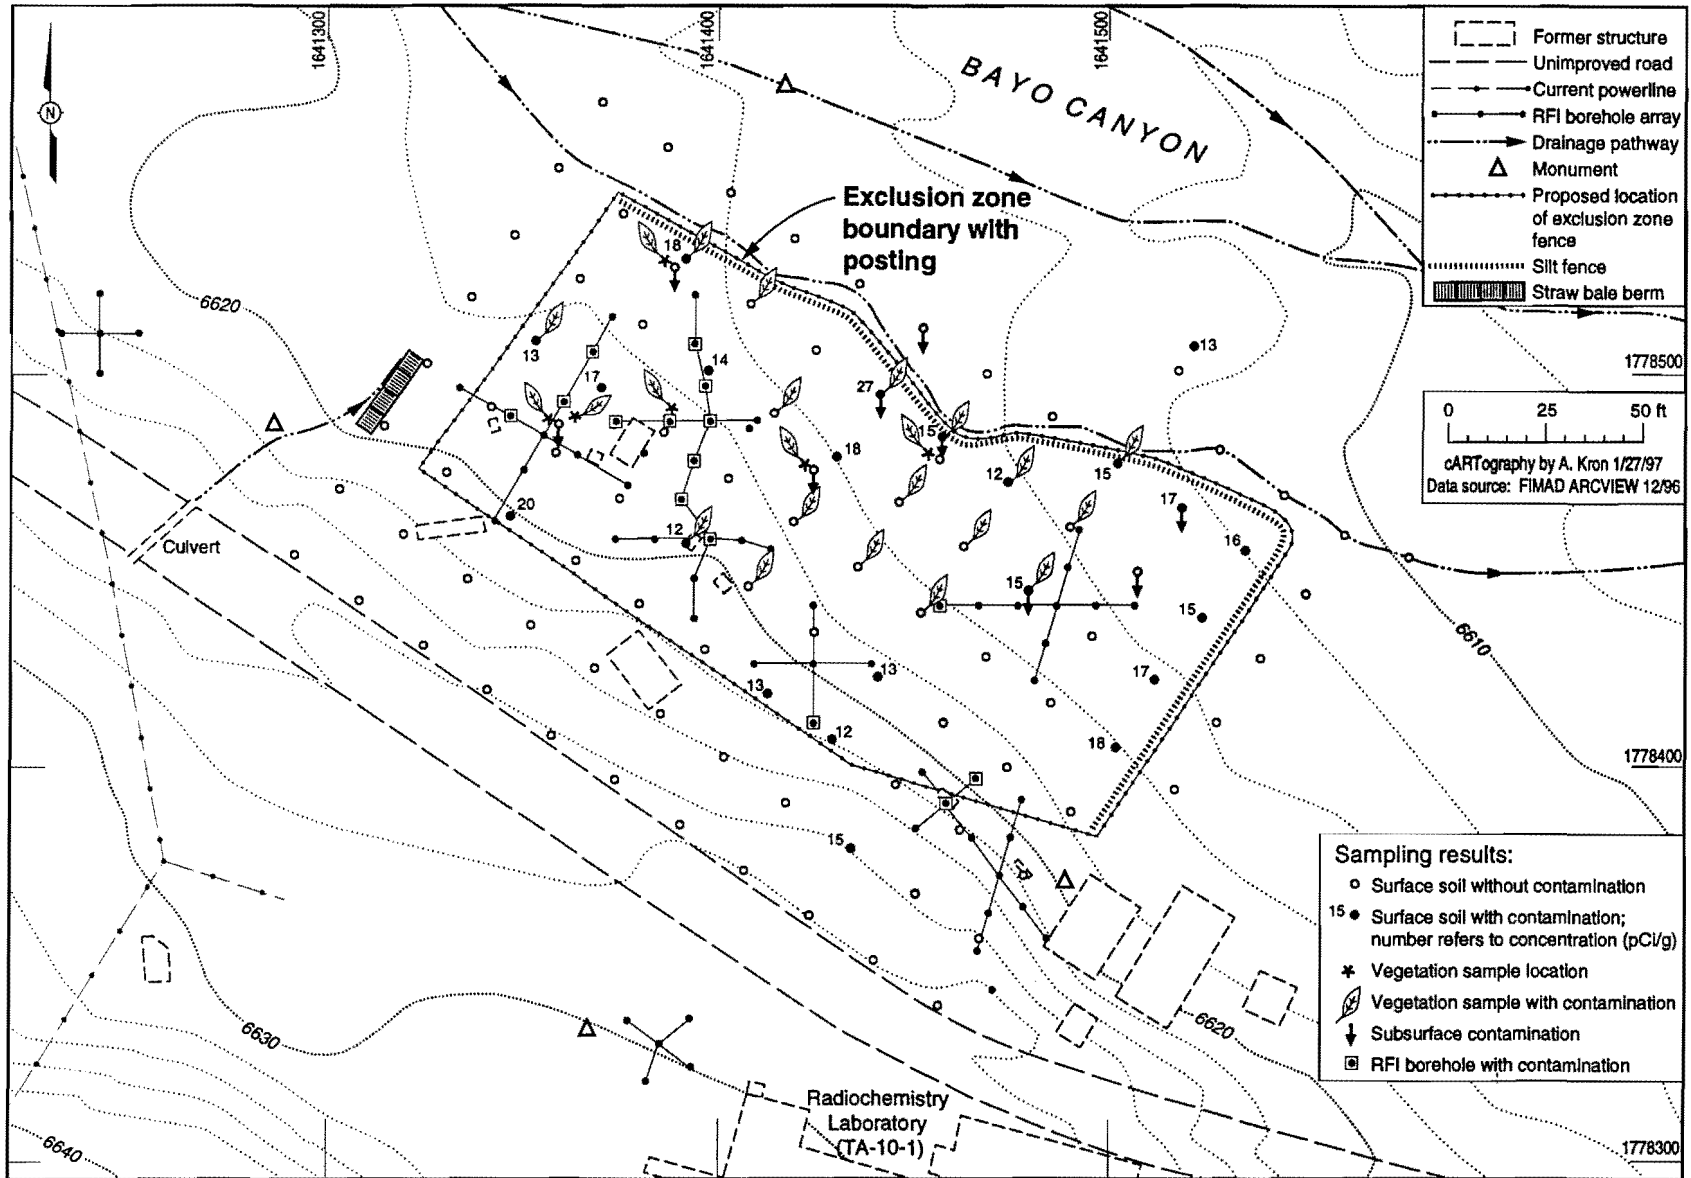 1641300
1641400
1641500
N
BAYO CANYON
Former structure
Unimproved road
Current powerline
RFI borehole array
Drainage pathway
Monument
Proposed location
of exclusion zone
fence
Silt fence
Straw bale berm
Exclusion zone
boundary with
posting
6620
18
13
17
14
27
13
1778500
0 25 50 ft
cARTography by A. Kron 1/27/97
Data source: FIMAD ARCVIEW 12/96
15
18
12
15
17
20
12
16
Culvert
15
15
6610
17
13
13
12
18
1778400
15
Sampling results:
Surface soil without contamination
15 Surface soil with contamination;
number refers to concentration (pCi/g)
Vegetation sample location
Vegetation sample with contamination
Subsurface contamination
RFI borehole with contamination
6630
6620
Radiochemistry
Laboratory
(TA-10-1)
6640
1778300